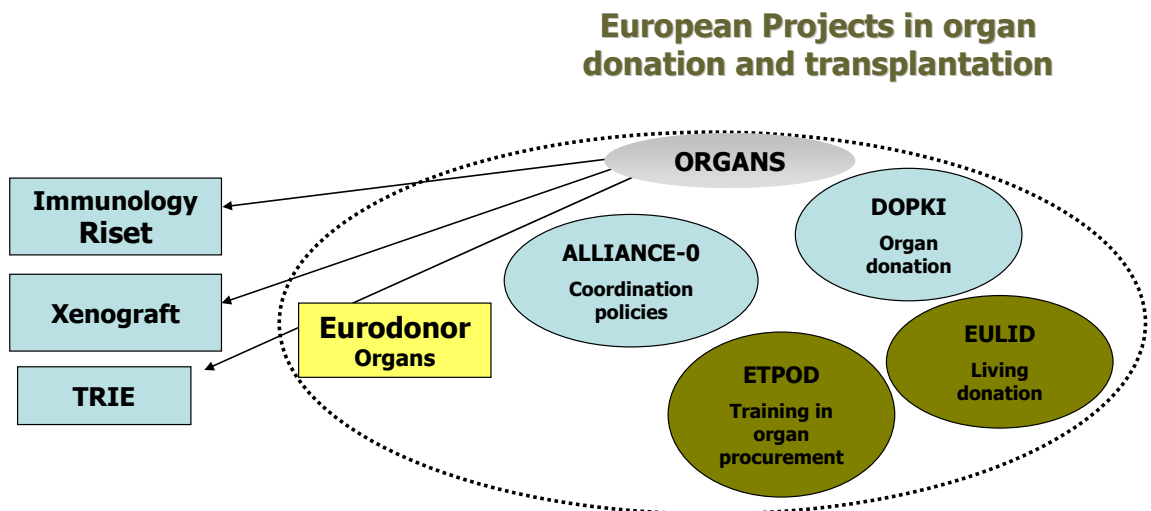 European Projects in organ
donation and transplantation
ORGANS
Immunology
Riset
Xenograft
TRIE
Eurodonor
Organs
ALLIANCE-0
Coordination
policies
DOPKI
Organ
donation
EULID
Living
donation
ETPOD
Training in
organ
procurement